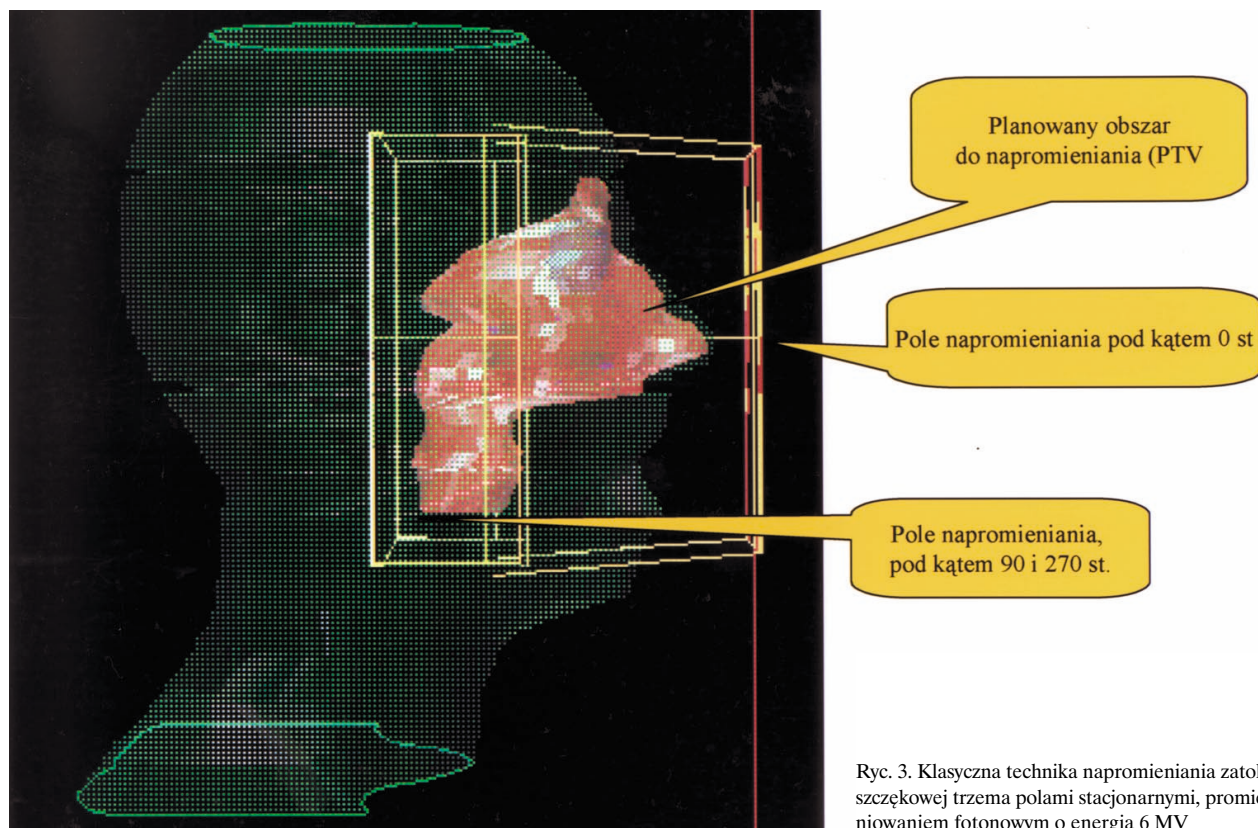 Planowany obszar
do napromieniania (PTV
Pole napromieniania pod kątem 0 st
Pole napromieniania,
pod kątem 90 i 270 st.
Ryc. 3. Klasyczna technika napromieniania zatok
szczękowej trzema polami stacjonarnymi, promie
niowaniem fotonowym o energia 6 MV